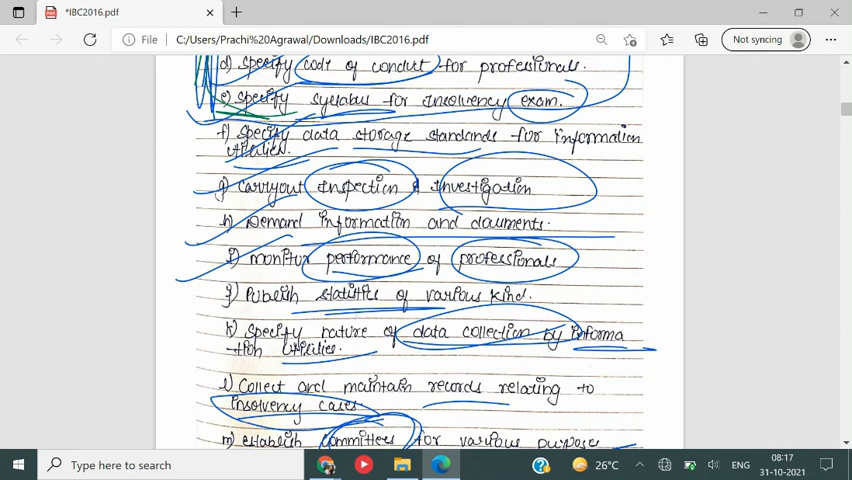 *IBC2016.pdf
File
C:/Users/Prachi%20Agrawal/Downloads/IBC2016.pdf
Not syncing
d) Specify code of conduct for professionals.
e) Specify syllabus for insolvency exam.
f) Specify data storage standands for information
utilities.
g) Carryout Inspection & Investigation
h) Demand information and dauments.
i) monitor performance of professionals
j) Publish statistics of various kind.
k) Specify nature of data collection by informa
-tion utilities.
l) Collect and maintain records relating to
insolvency cases.
m) establish committees for various purpose
Type here to search
26°C
ENG
08:17
31-10-2021